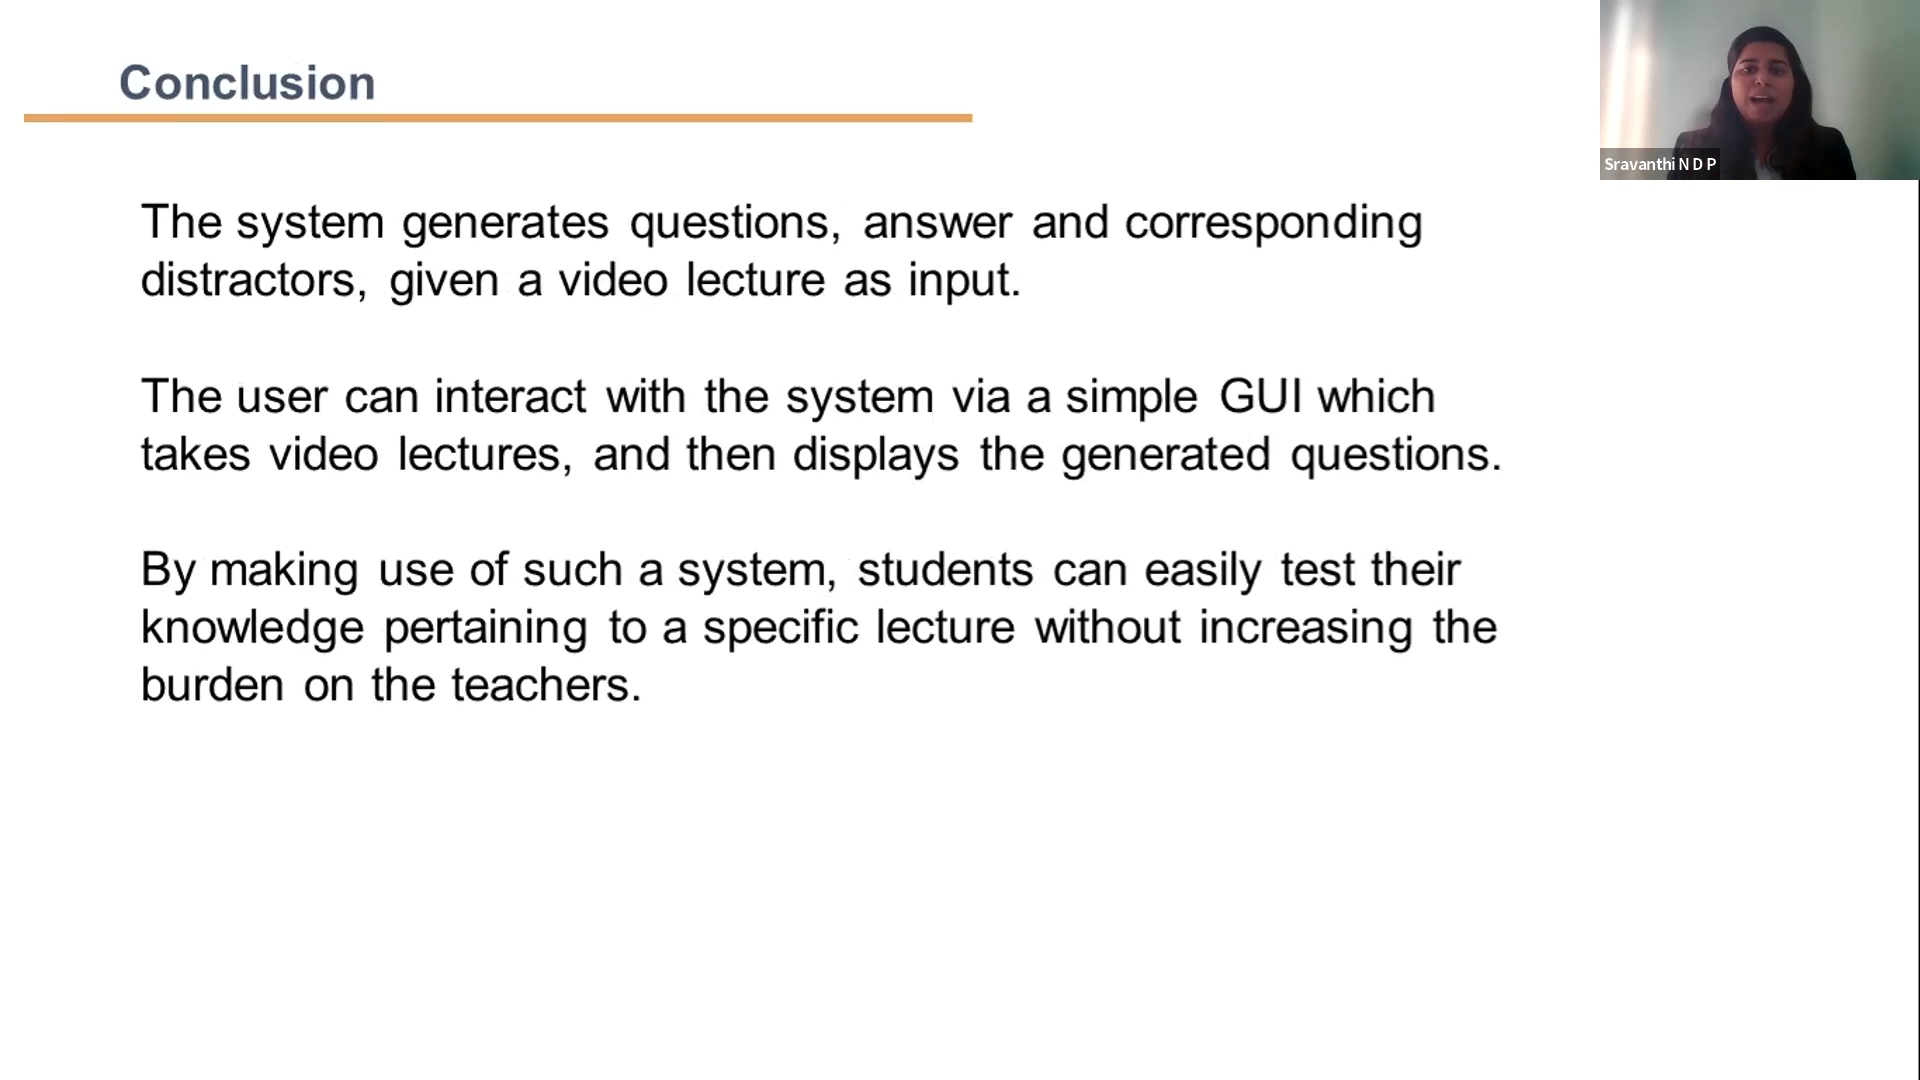 Conclusion
Sravanthi N D P
The system generates questions, answer and corresponding
distractors, given a video lecture as input.
The user can interact with the system via a simple GUI which
takes video lectures, and then displays the generated questions.
By making use of such a system, students can easily test their
knowledge pertaining to a specific lecture without increasing the
burden on the teachers.